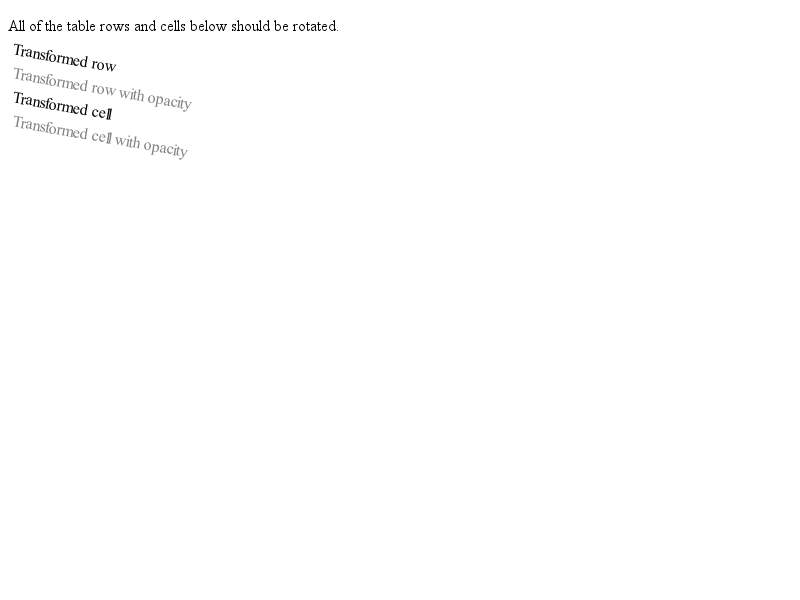 All of the table rows and cells below should be rotated.
Transformed row
Transformed row with opacity
Transformed cell
Transformed cell with opacity